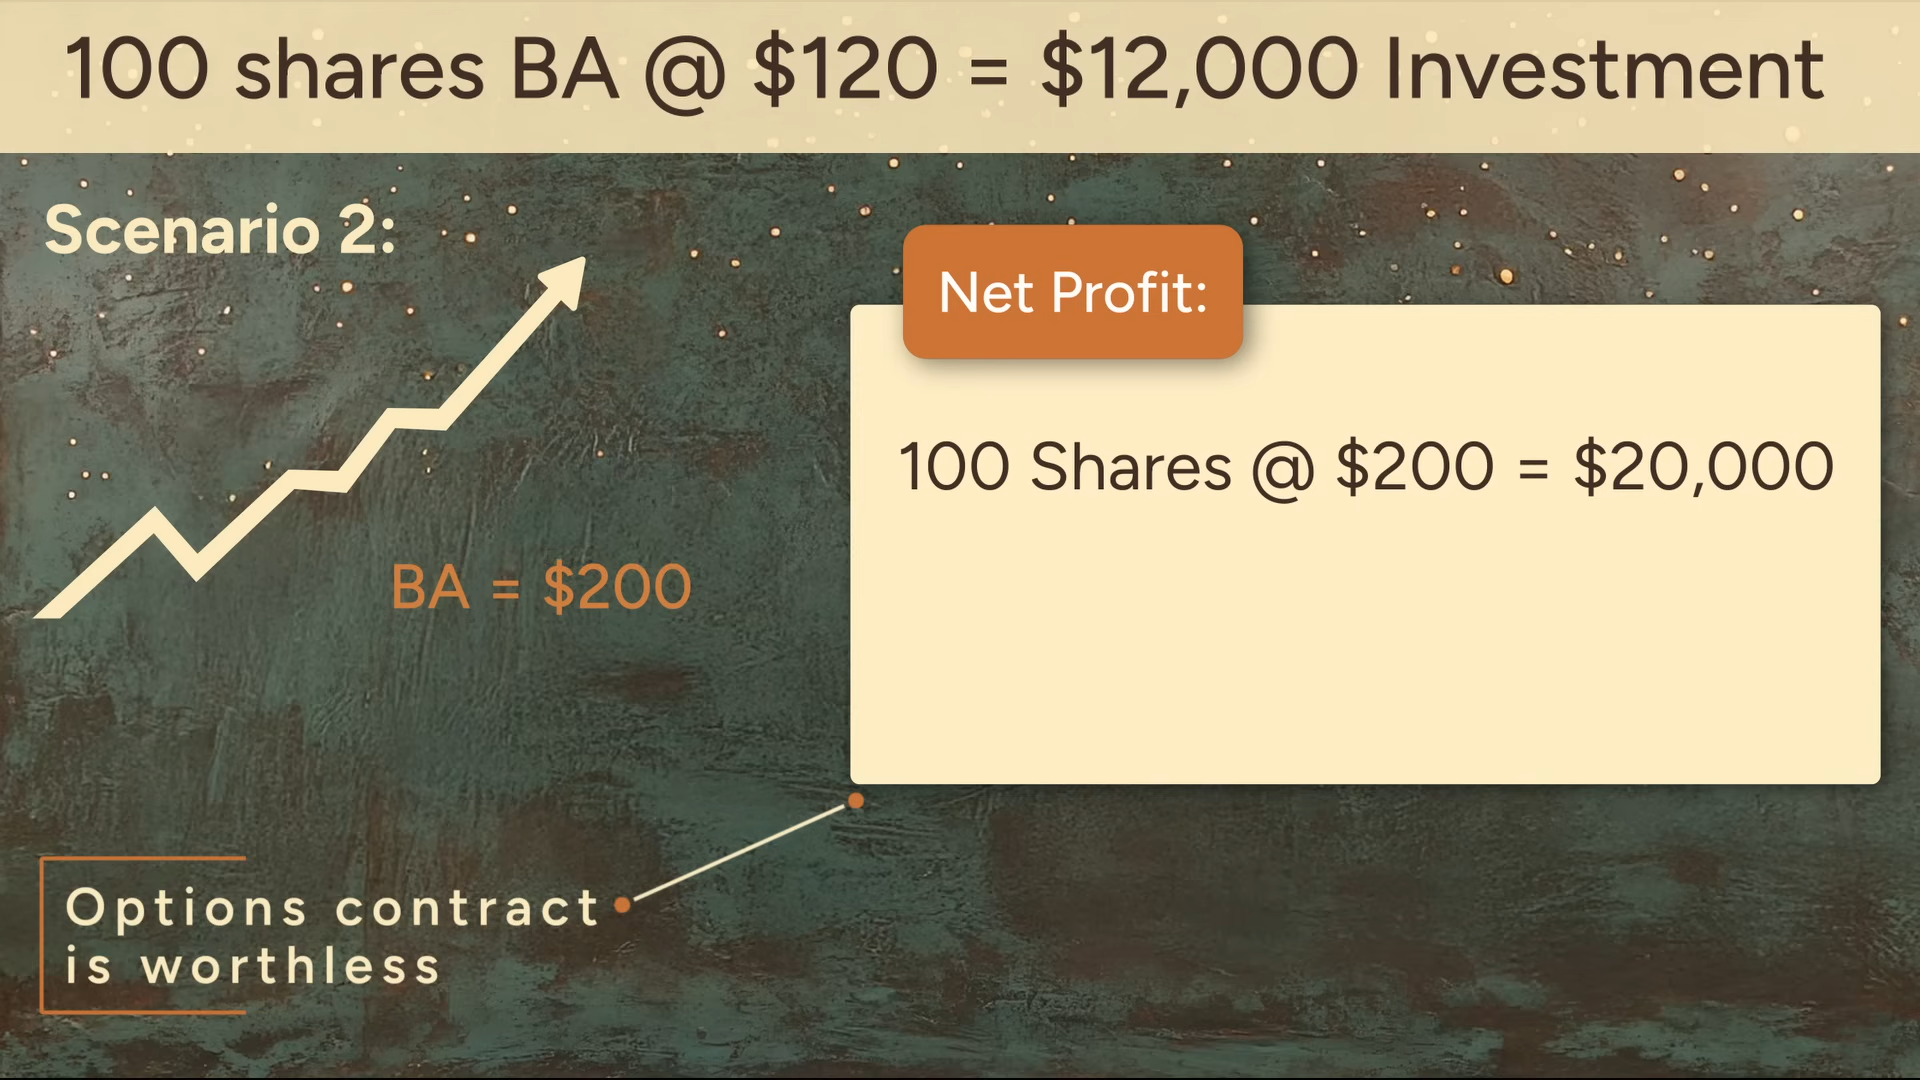 100 shares BA @ $120 = $12,000 Investment
Scenario 2:
Net Profit:
100 Shares @ $200 = $20,000
BA = $200
Options contract
is worthless